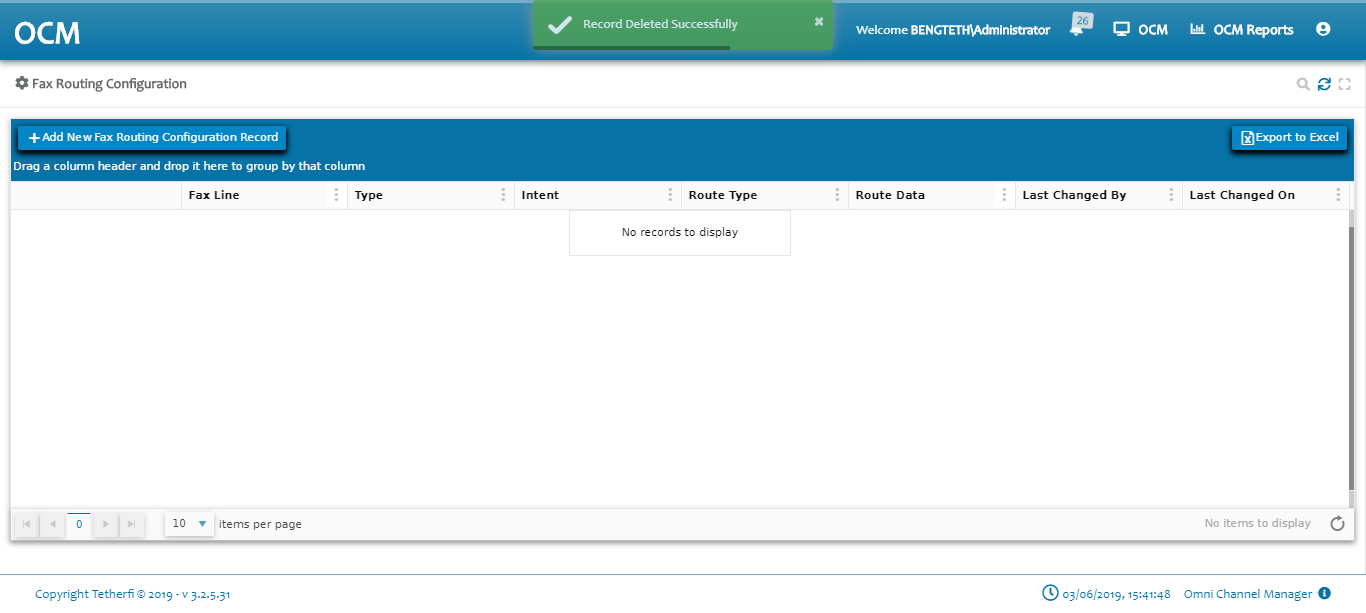 OCM
Record Deleted Successfully
Welcome BENGTETH\Administrator
26
OCM
OCM Reports
Fax Routing Configuration
Add New Fax Routing Configuration Record
Export to Excel
Drag a column header and drop it here to group by that column
Fax Line Type Intent Route Type Route Data Last Changed By Last Changed On
No records to display
0 10 items per page
No items to display
Copyright Tetherfi © 2019 - v 3.2.5.31
03/06/2019, 15:41:48 Omni Channel Manager